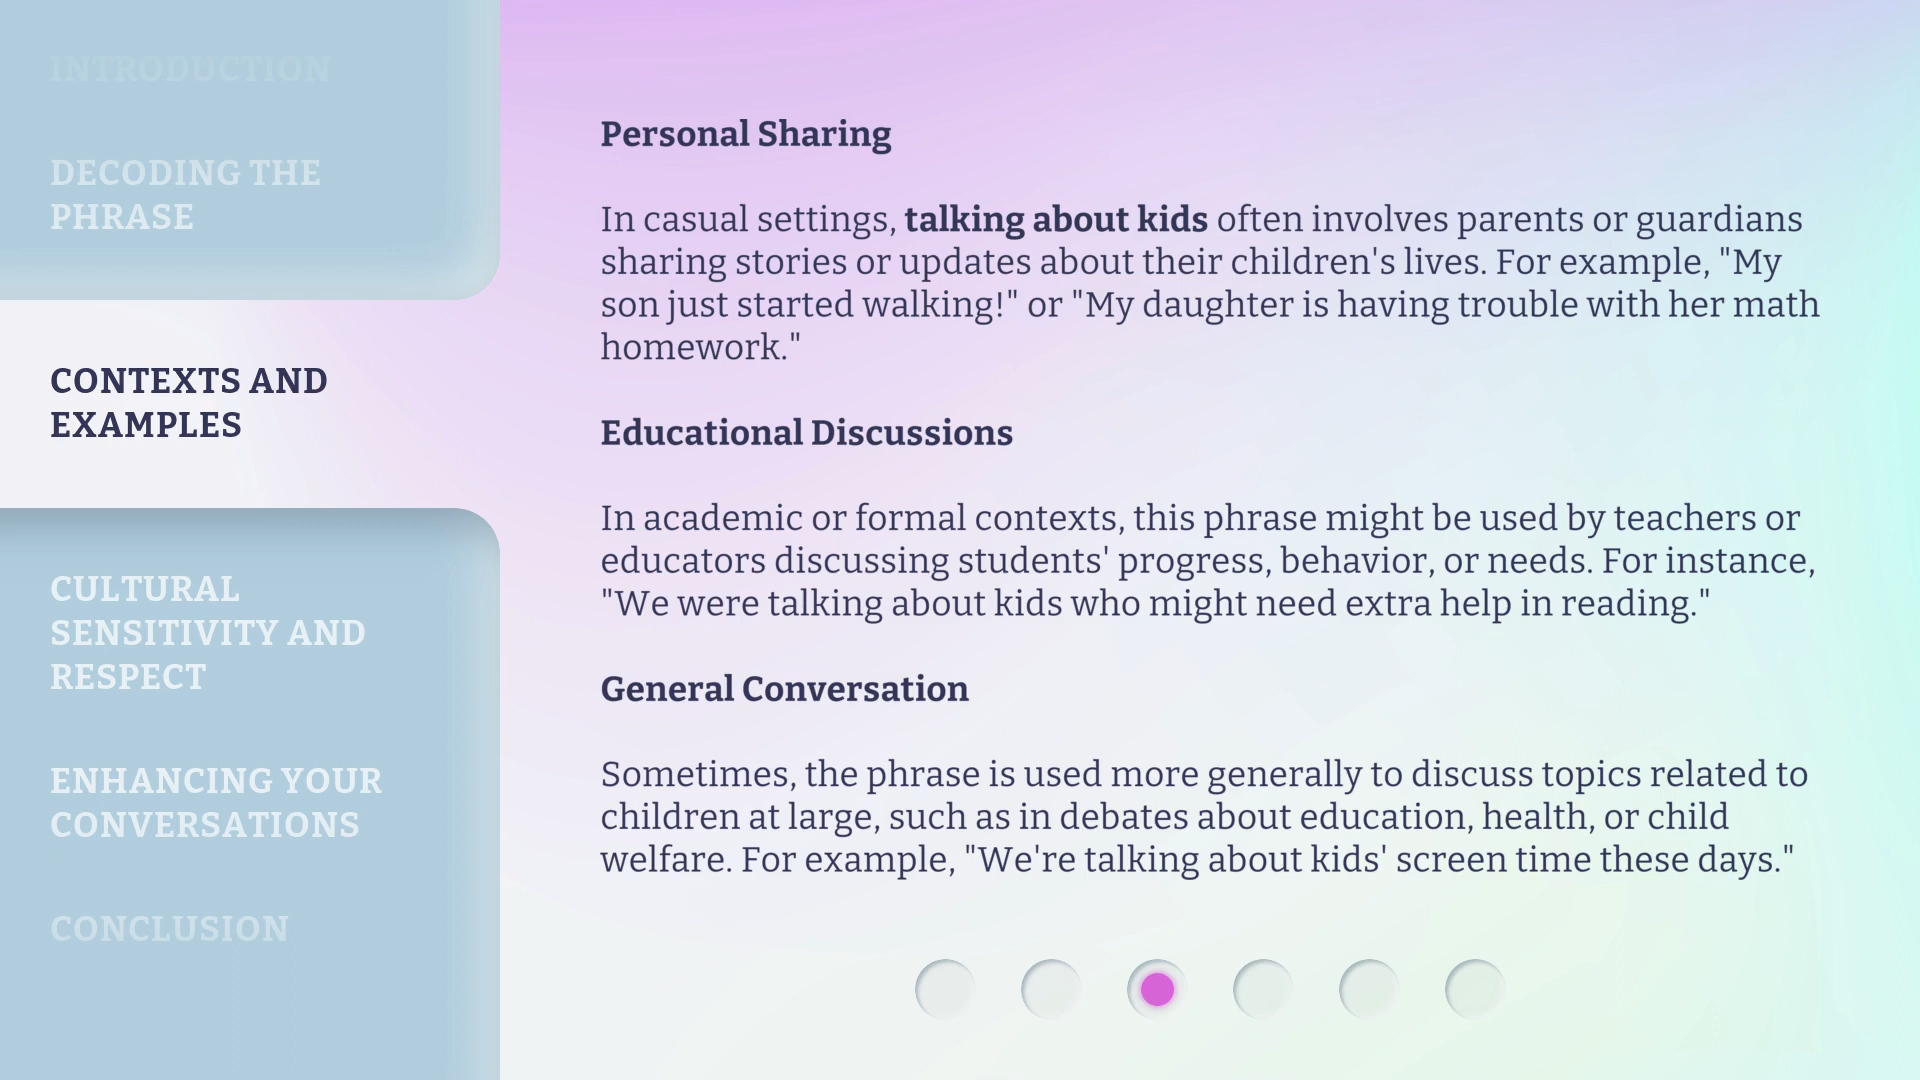 INTRODUCTION
DECODING THE
PHRASE
CONTEXTS AND
EXAMPLES
CULTURAL
SENSITIVITY AND
RESPECT
ENHANCING YOUR
CONVERSATIONS
CONCLUSION
Personal Sharing
In casual settings, talking about kids often involves parents or guardians
sharing stories or updates about their children's lives. For example, "My
son just started walking!" or "My daughter is having trouble with her math
homework."
Educational Discussions
In academic or formal contexts, this phrase might be used by teachers or
educators discussing students' progress, behavior, or needs. For instance,
"We were talking about kids who might need extra help in reading."
General Conversation
Sometimes, the phrase is used more generally to discuss topics related to
children at large, such as in debates about education, health, or child
welfare. For example, "We're talking about kids' screen time these days."